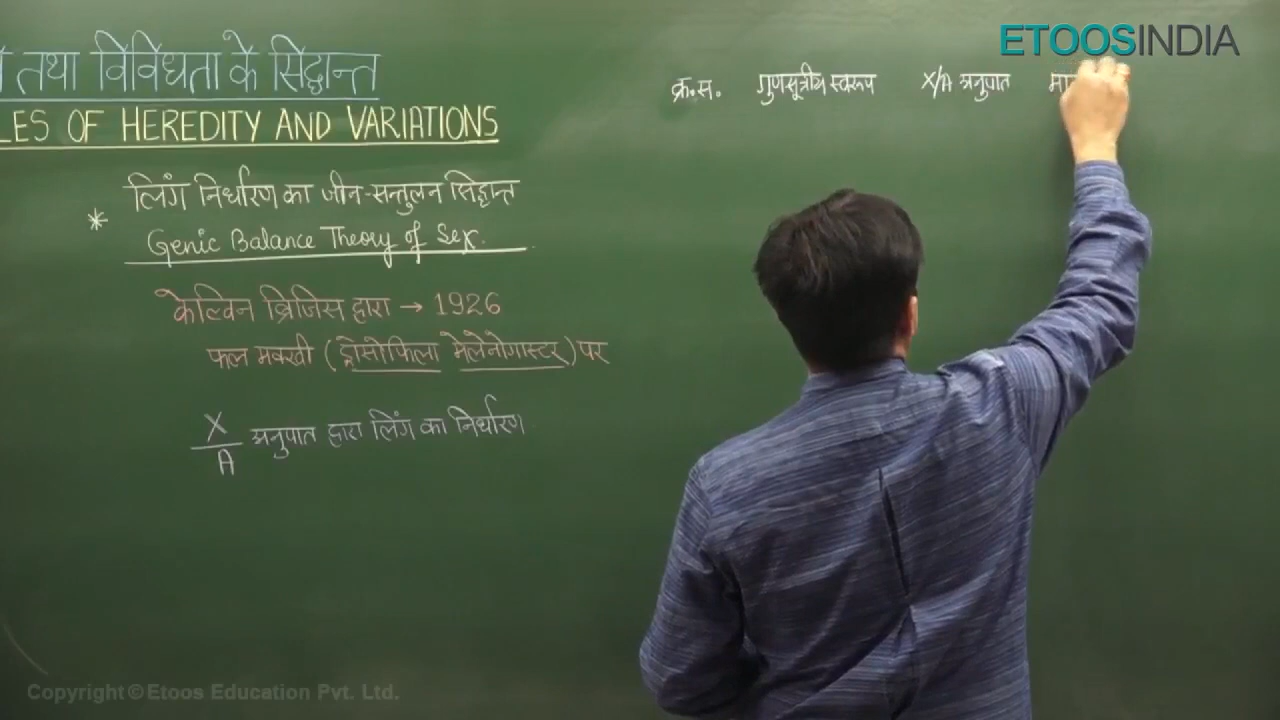 तथा विविधता के सिद्धान्त
LES OF HEREDITY AND VARIATIONS
* लिंग निर्धारण का जीन-सन्तुलन सिद्धान्त
Genic Balance Theory of Sex.
केल्विन ब्रिजिस द्वारा → 1926
फल मक्खी (ड्रोसोफिला मेलेनोगास्टर) पर
X/A अनुपात द्वारा लिंग का निर्धारण
क्र.स. गुणसूत्रीय स्वरूप X/A अनुपात
ETOOSINDIA
Copyright © Etoos Education Pvt. Ltd.